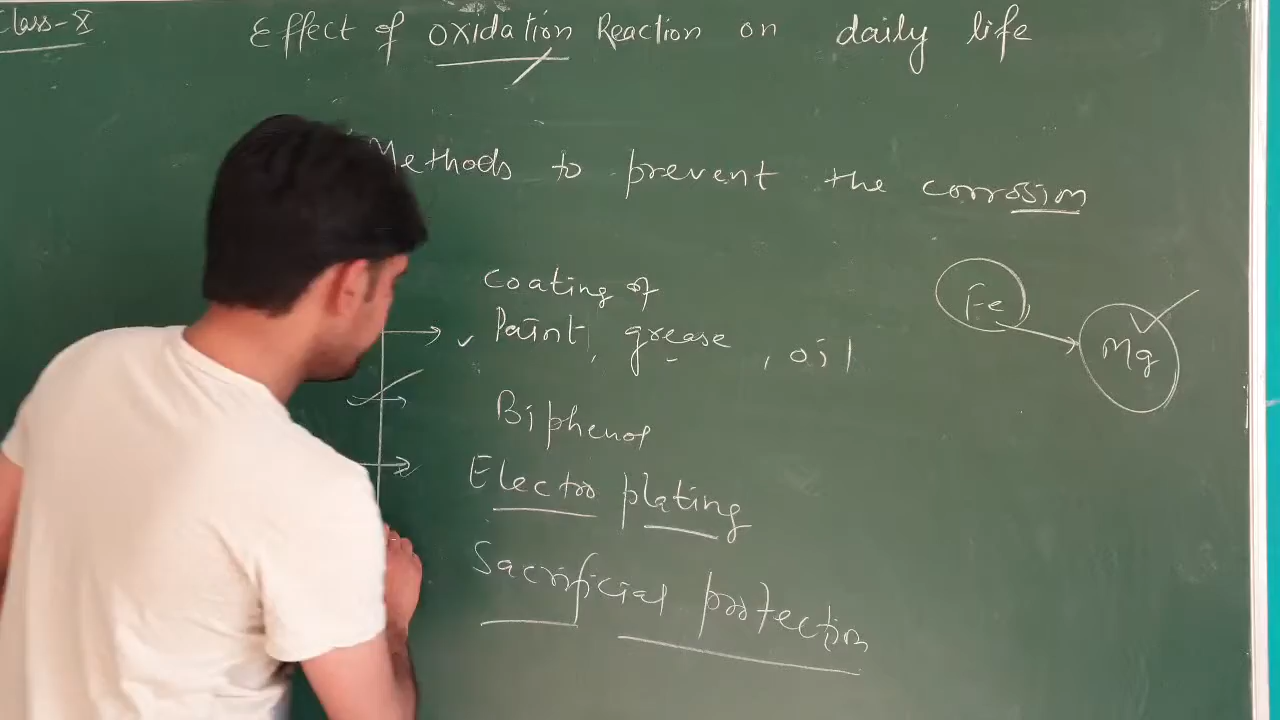 Class-X
Effect of oxidation Reaction on daily life
Methods to prevent the corrosion
Coating of
Paint, grease, oil
Biphenol
Electro plating
Sacrificial protection
Fe
Mg